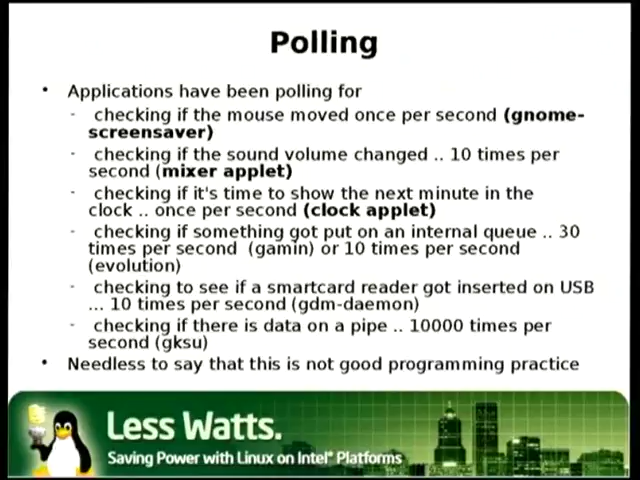 Polling
• Applications have been polling for
- checking if the mouse moved once per second (gnome-
screensaver)
- checking if the sound volume changed .. 10 times per
second (mixer applet)
- checking if it's time to show the next minute in the
clock .. once per second (clock applet)
- checking if something got put on an internal queue .. 30
times per second (gamin) or 10 times per second
(evolution)
- checking to see if a smartcard reader got inserted on USB
... 10 times per second (gdm-daemon)
- checking if there is data on a pipe .. 10000 times per
second (gksu)
• Needless to say that this is not good programming practice
Less Watts.
Saving Power with Linux on Intel® Platforms